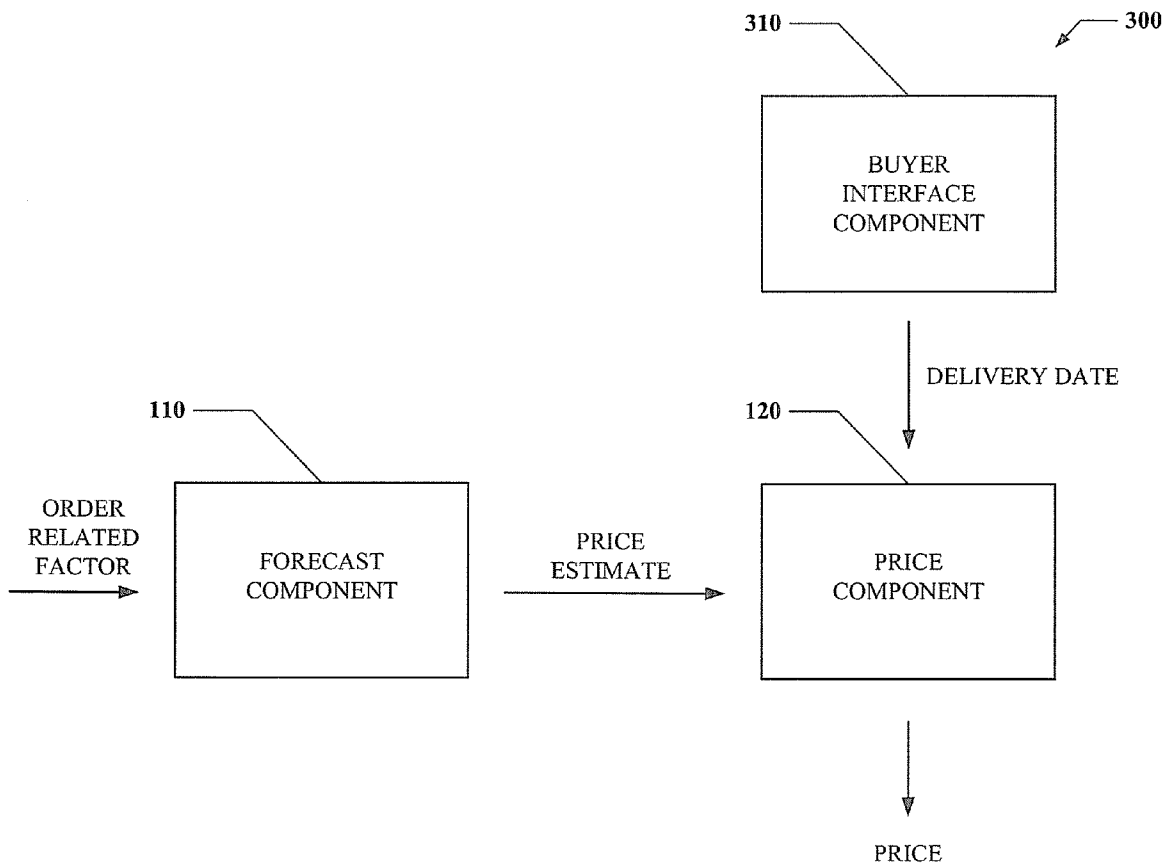 310
300
BUYER
INTERFACE
COMPONENT
DELIVERY DATE
110
120
ORDER
RELATED
FACTOR
FORECAST
COMPONENT
PRICE
ESTIMATE
PRICE
COMPONENT
PRICE